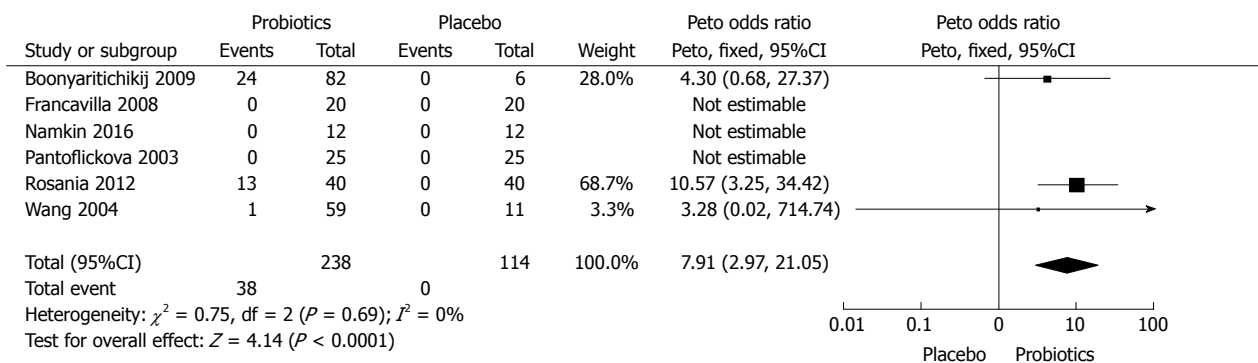 Probiotics Placebo Peto odds ratio Peto odds ratio
Study or subgroup Events Total Events Total Weight Peto, fixed, 95%CI Peto, fixed, 95%CI
Boonyaritichikij 2009 24 82 0 6 28.0% 4.30 (0.68, 27.37)
Francavilla 2008 0 20 0 20 Not estimable
Namkin 2016 0 12 0 12 Not estimable
Pantoflickova 2003 0 25 0 25 Not estimable
Rosania 2012 13 40 0 40 68.7% 10.57 (3.25, 34.42)
Wang 2004 1 59 0 11 3.3% 3.28 (0.02, 714.74)
Total (95%CI) 238 114 100.0% 7.91 (2.97, 21.05)
Total event 38 0
Heterogeneity: χ² = 0.75, df = 2 (P = 0.69); I² = 0%
Test for overall effect: Z = 4.14 (P < 0.0001)
0.01 0.1 0 10 100
Placebo Probiotics